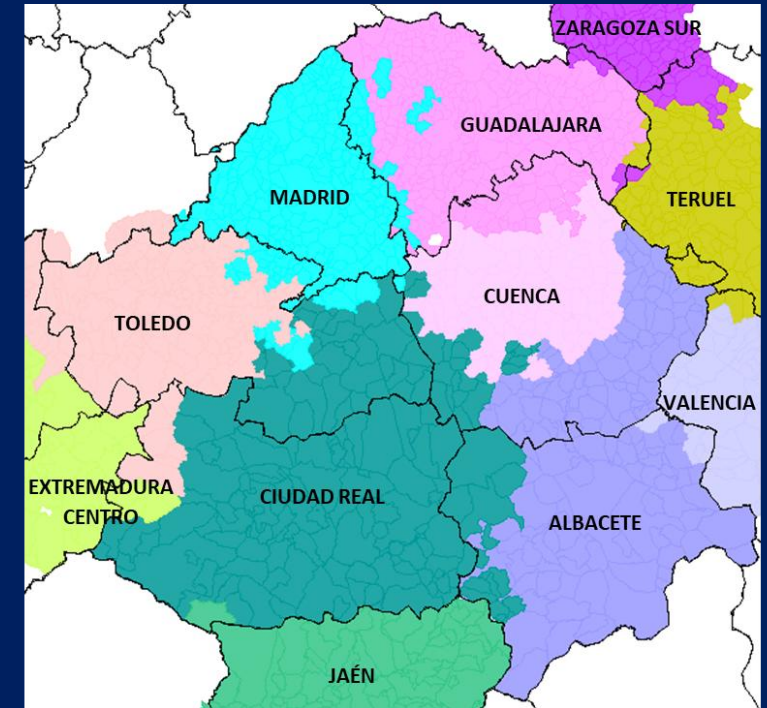 ZARAGOZA SUR
GUADALAJARA
MADRID
TERUEL
CUENCA
TOLEDO
VALENCIA
EXTREMADURA
CENTRO
CIUDAD REAL
ALBACETE
JAÉN